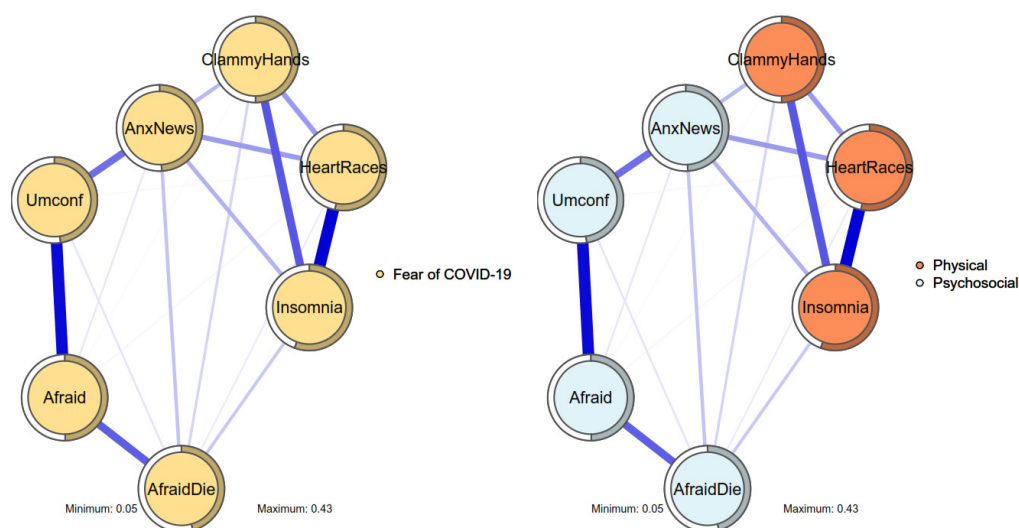 ClammyHands
AnxNews
HeartRaces
Umconf
Fear of COVID-19
Insomnia
Afraid
AfraidDie
Minimum: 0.05
Maximum: 0.43
ClammyHands
AnxNews
HeartRaces
Umconf
Physical
Psychosocial
Insomnia
Afraid
AfraidDie
Minimum: 0.05
Maximum: 0.43